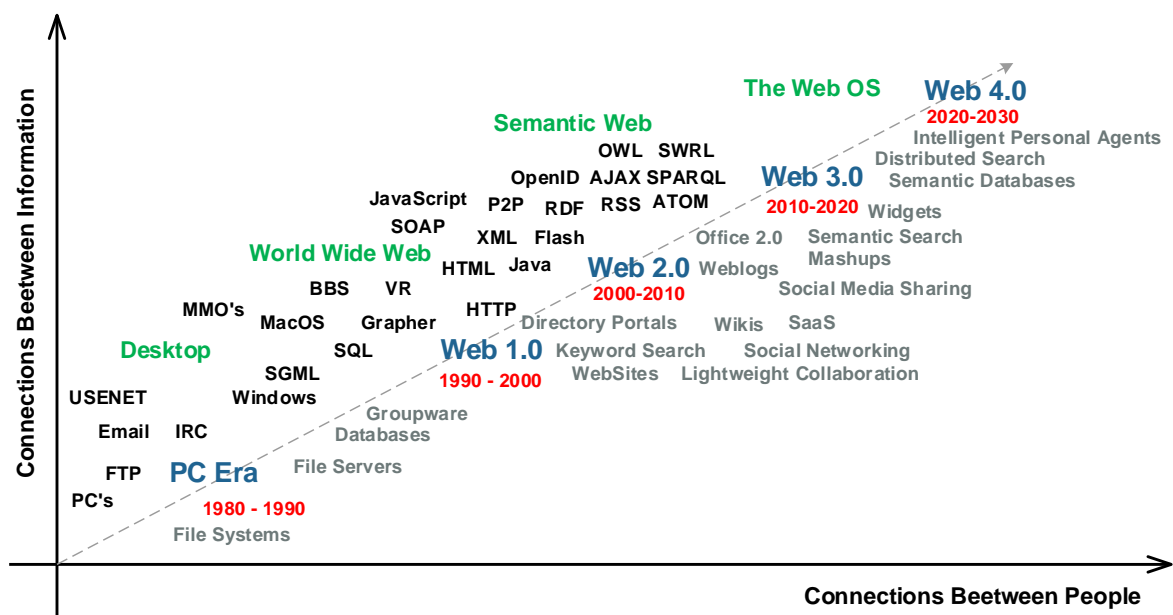 Connections Beetween Information
The Web OS
Web 4.0
2020-2030
Intelligent Personal Agents
Distributed Search
Semantic Databases
Semantic Web
OWL SWRL
OpenID AJAX SPARQL
Web 3.0
2010-2020
Widgets
JavaScript P2P RDF RSS ATOM
SOAP XML Flash
Office 2.0 Semantic Search
Mashups
World Wide Web
HTML Java
Web 2.0
2000-2010
Weblogs
Social Media Sharing
BBS VR
MMO's MacOS Grapher HTTP
Directory Portals Wikis SaaS
Desktop
SQL
Web 1.0
1990 - 2000
Keyword Search Social Networking
WebSites Lightweight Collaboration
SGML
USENET Windows
Groupware
Email IRC
Databases
FTP
PC Era
1980 - 1990
File Servers
PC's
File Systems
Connections Beetween People